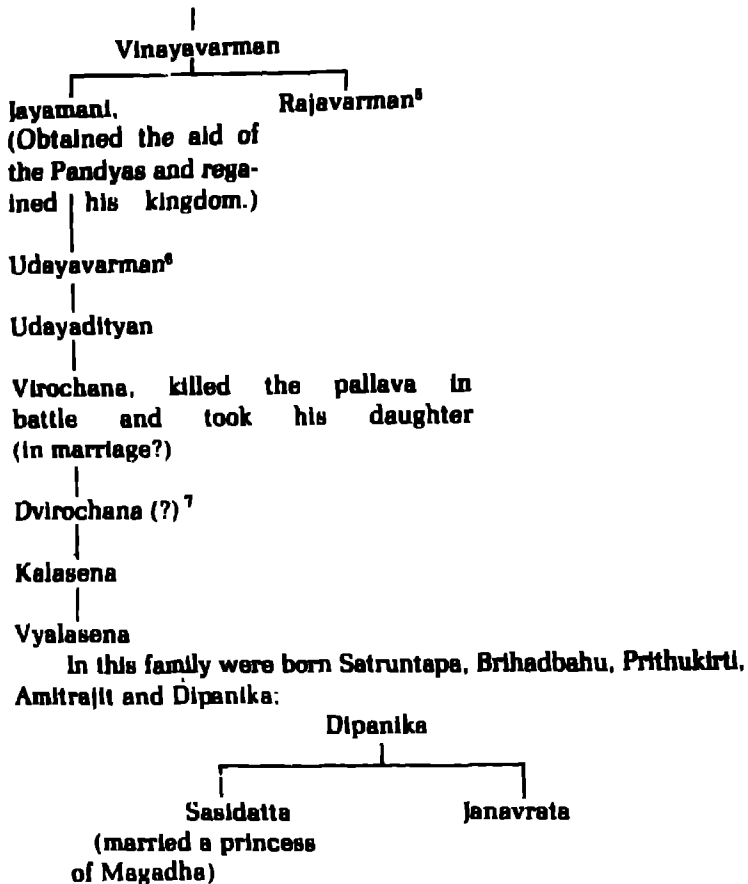 Vinayavarman
Jayamani, Rajavarman⁵
(Obtained the aid of
the Pandyas and rega-
ined his kingdom.)
Udayavarman⁶
Udayadityan
Virochana, killed the pallava in
battle and took his daughter
(in marriage?)
Dvirochana (?) ⁷
Kalasena
Vyalasena
In this family were born Satruntapa, Brihadbahu, Prithukirti,
Amitrajit and Dipanika:
Dipanika
Sasidatta Janavrata
(married a princess
of Magadha)